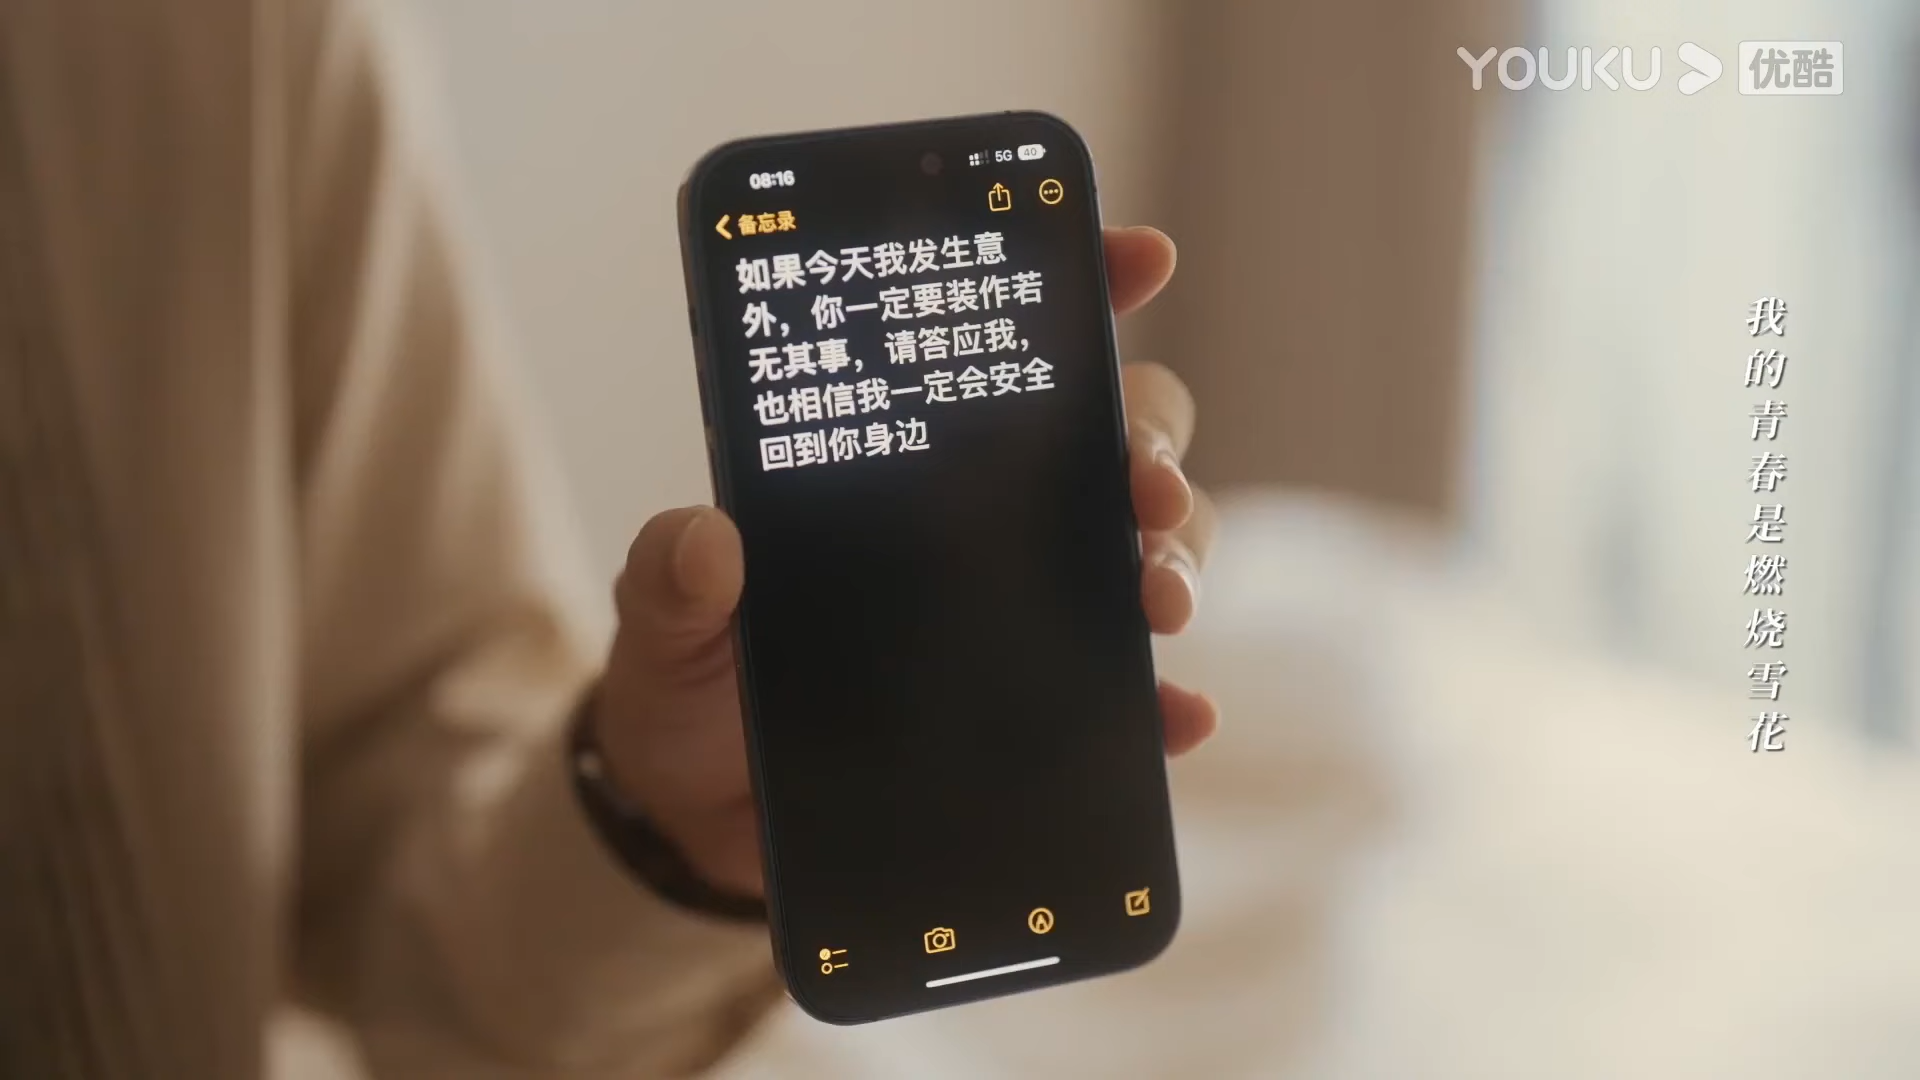 YOUKU 优酷
08:16
5G 40
备忘录
如果今天我发生意
外，你一定要装作若
无其事，请答应我，
也相信我一定会安全
回到你身边
我的青春是燃烧雪花